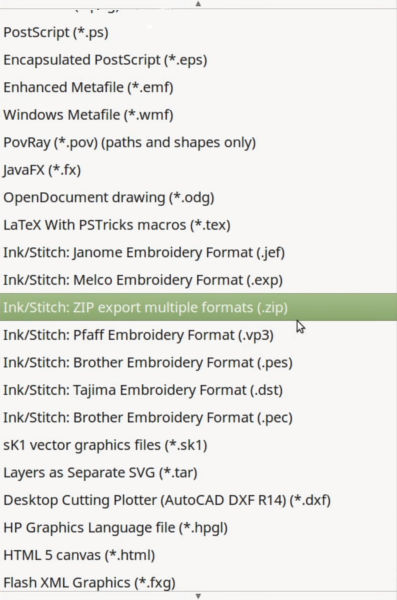 PostScript (*.ps)
Encapsulated PostScript (*.eps)
Enhanced Metafile (*.emf)
Windows Metafile (*.wmf)
PovRay (*.pov) (paths and shapes only)
JavaFX (*.fx)
OpenDocument drawing (*.odg)
LaTeX With PSTricks macros (*.tex)
Ink/Stitch: Janome Embroidery Format (.jef)
Ink/Stitch: Melco Embroidery Format (.exp)
Ink/Stitch: ZIP export multiple formats (.zip)
Ink/Stitch: Pfaff Embroidery Format (.vp3)
Ink/Stitch: Brother Embroidery Format (.pes)
Ink/Stitch: Tajima Embroidery Format (.dst)
Ink/Stitch: Brother Embroidery Format (.pec)
sK1 vector graphics files (*.sk1)
Layers as Separate SVG (*.tar)
Desktop Cutting Plotter (AutoCAD DXF R14) (*.dxf)
HP Graphics Language file (*.hpgl)
HTML 5 canvas (*.html)
Flash XML Graphics (*.fxg)